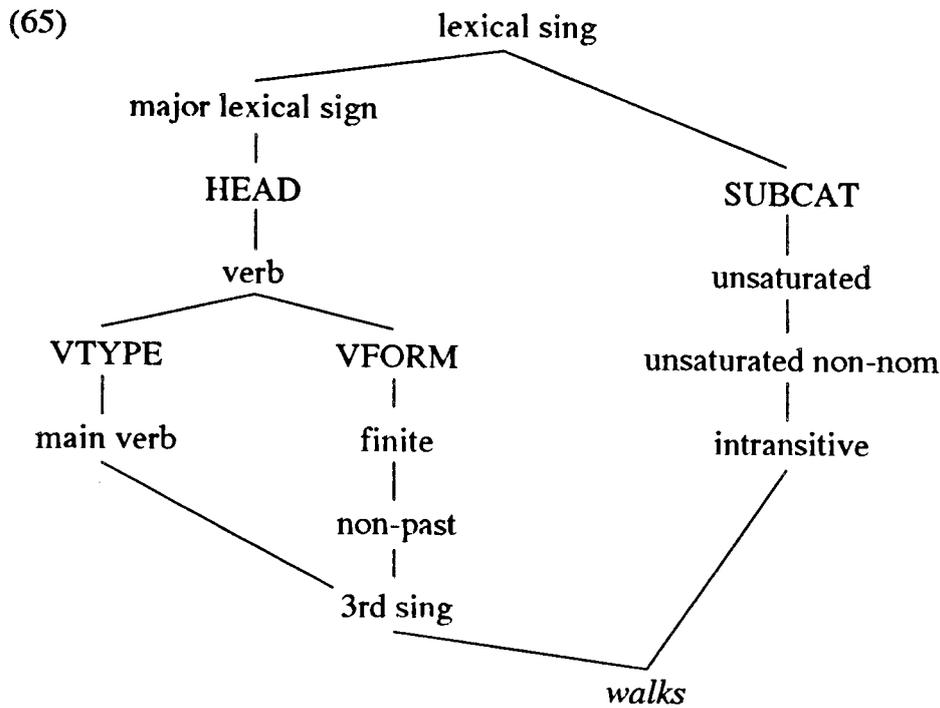 (65)
lexical sing
major lexical sign
HEAD
SUBCAT
verb
unsaturated
VTYPE
VFORM
unsaturated non-nom
main verb
finite
intransitive
non-past
3rd sing
walks